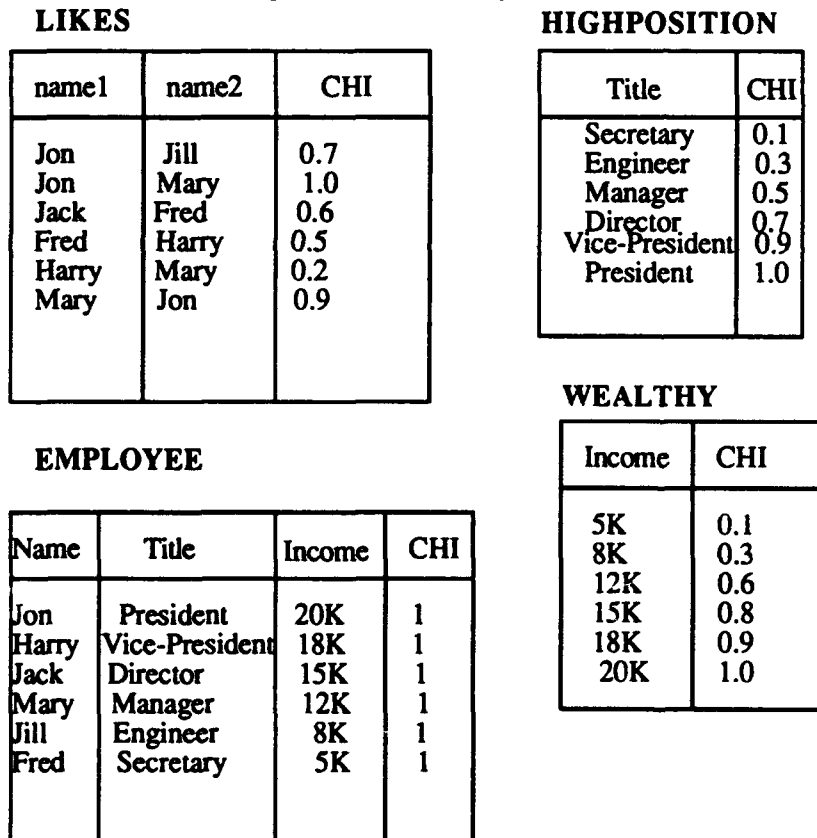 LIKES
name1 name2 CHI
Jon Jill 0.7
Jon Mary 1.0
Jack Fred 0.6
Fred Harry 0.5
Harry Mary 0.2
Mary Jon 0.9
HIGHPOSITION
Title CHI
Secretary 0.1
Engineer 0.3
Manager 0.5
Director 0.7
Vice-President 0.9
President 1.0
EMPLOYEE
Name Title Income CHI
Jon President 20K 1
Harry Vice-President 18K 1
Jack Director 15K 1
Mary Manager 12K 1
Jill Engineer 8K 1
Fred Secretary 5K 1
WEALTHY
Income CHI
5K 0.1
8K 0.3
12K 0.6
15K 0.8
18K 0.9
20K 1.0